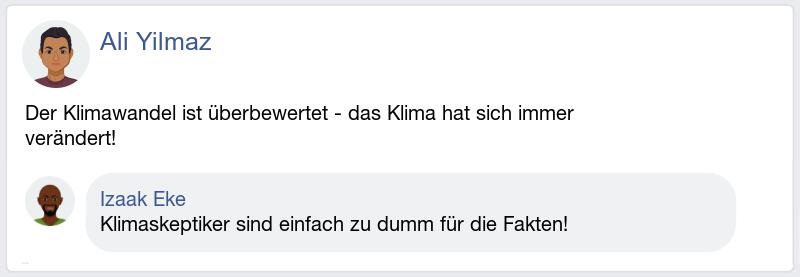 Ali Yilmaz
Der Klimawandel ist überbewertet - das Klima hat sich immer
verändert!
Izaak Eke
Klimaskeptiker sind einfach zu dumm für die Fakten!